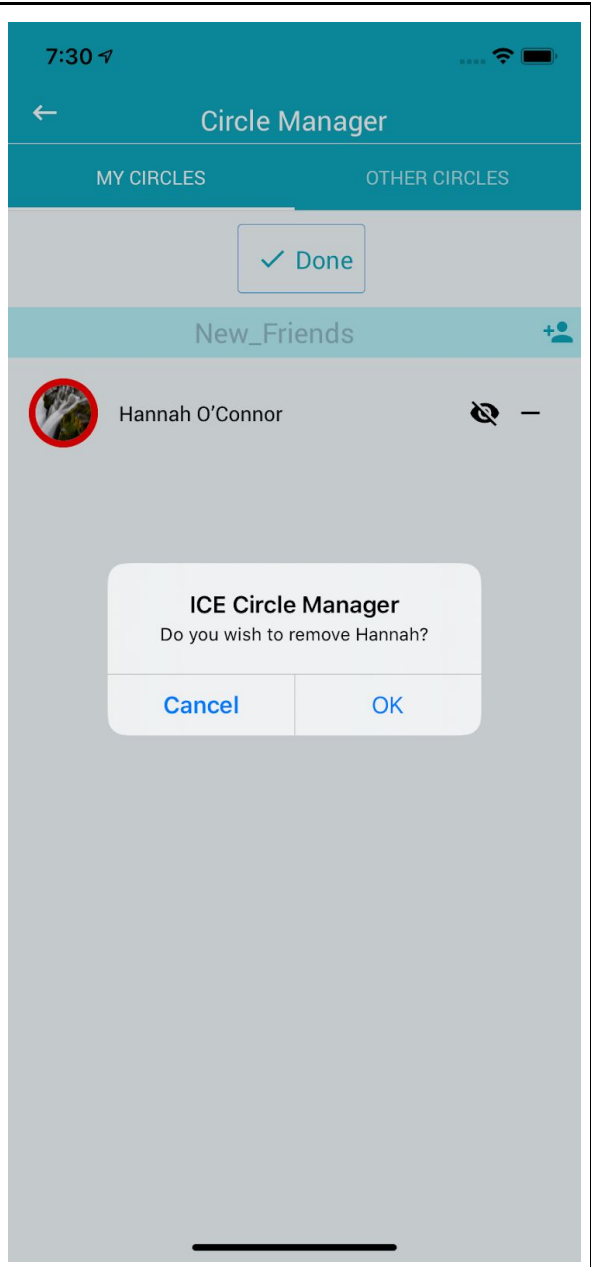 7:30
Circle Manager
MY CIRCLES OTHER CIRCLES
Done
New_Friends
Hannah O’Connor
ICE Circle Manager
Do you wish to remove Hannah?
Cancel OK